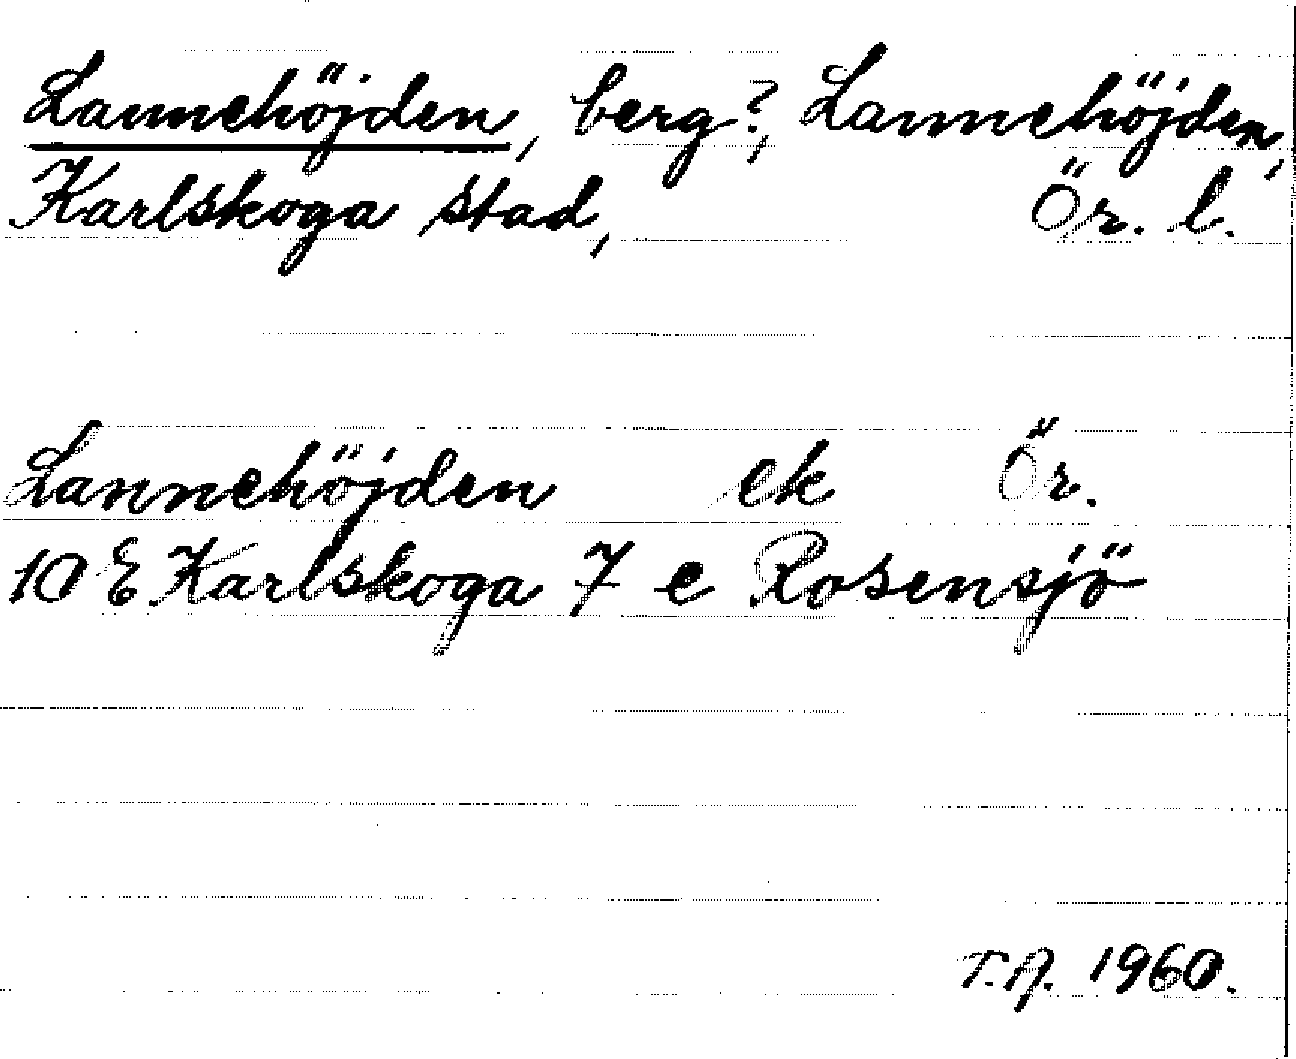 Lannehöjden, berg?, Lannehöjden,
Karlskoga stad, Ör. l.
Lannehöjden ek Ör.
10 E Karlskoga 7 e Rosensjö
T.A. 1960.